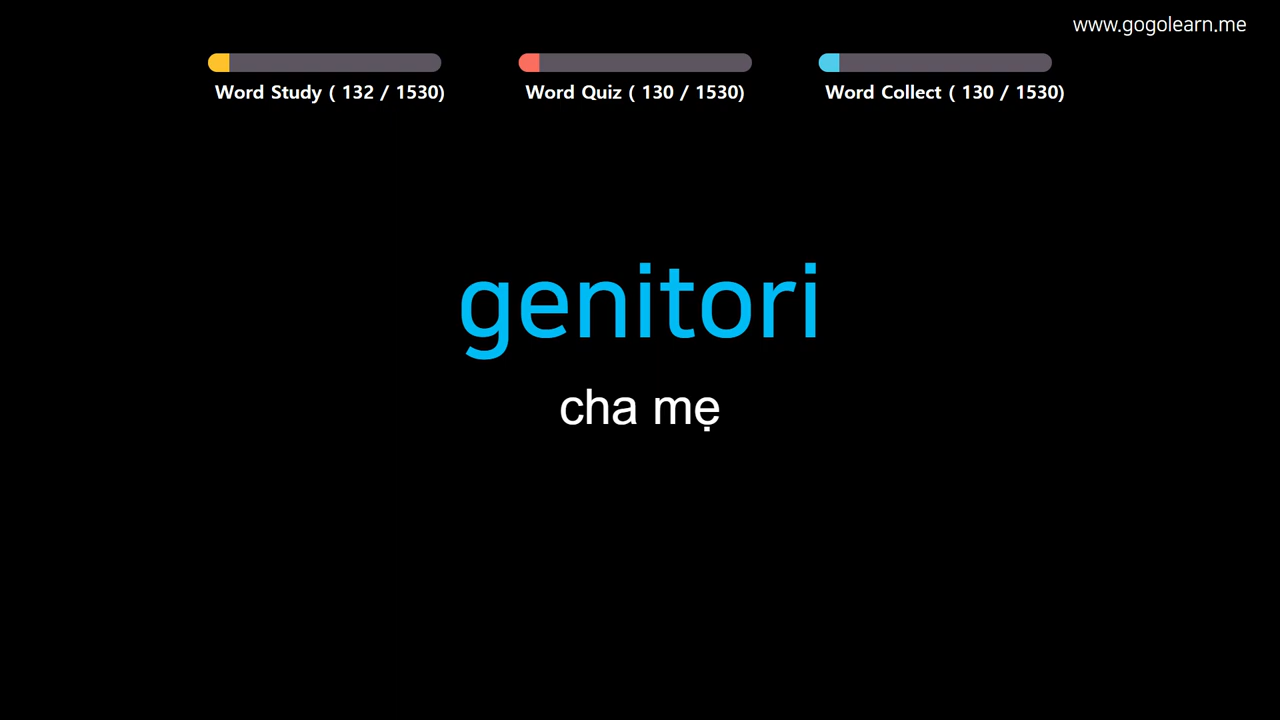 www.gogolearn.me
Word Study ( 132 / 1530)
Word Quiz ( 130 / 1530)
Word Collect ( 130 / 1530)
genitori
cha mẹ